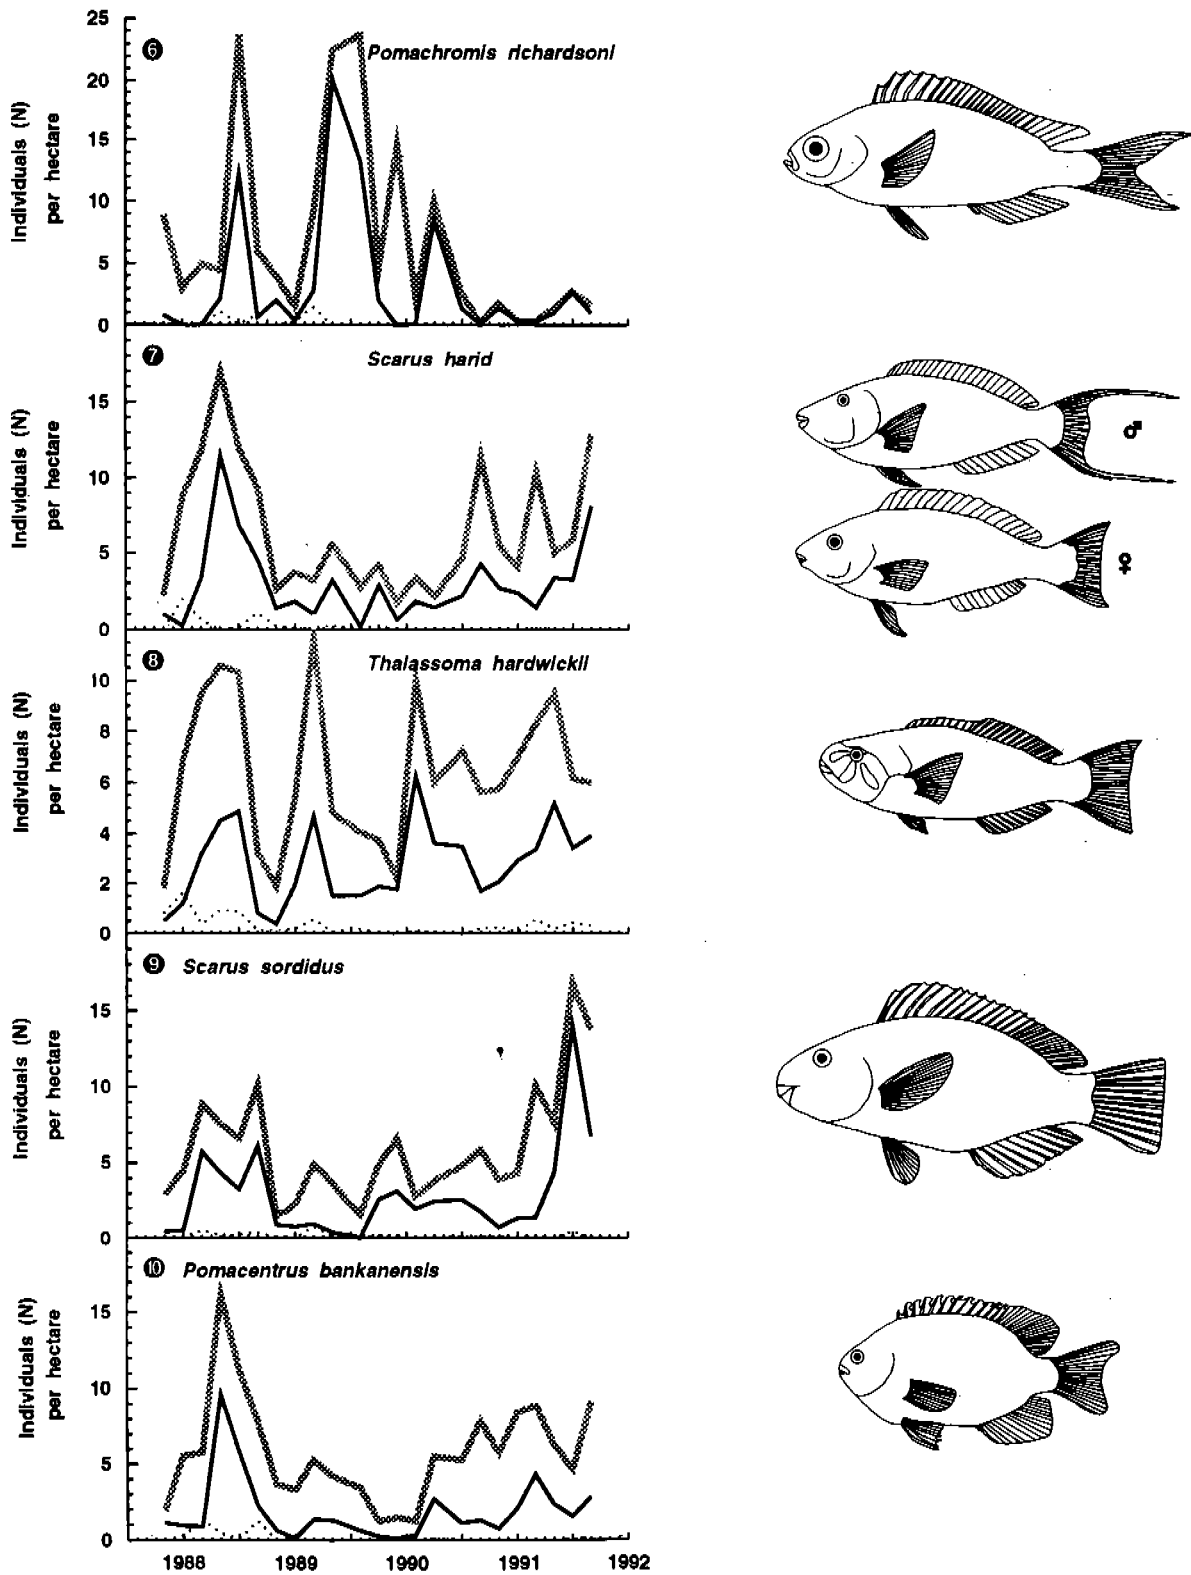 25
20
15
10
5
0
Individuals (N)
per hectare
6 Pomachromis richardsoni
15
10
5
0
Individuals (N)
per hectare
7 Scarus harid
♂
♀
10
8
6
4
2
0
Individuals (N)
per hectare
8 Thalassoma hardwickii
15
10
5
0
Individuals (N)
per hectare
9 Scarus sordidus
15
10
5
0
Individuals (N)
per hectare
10 Pomacentrus bankanensis
1988 1989 1990 1991 1992